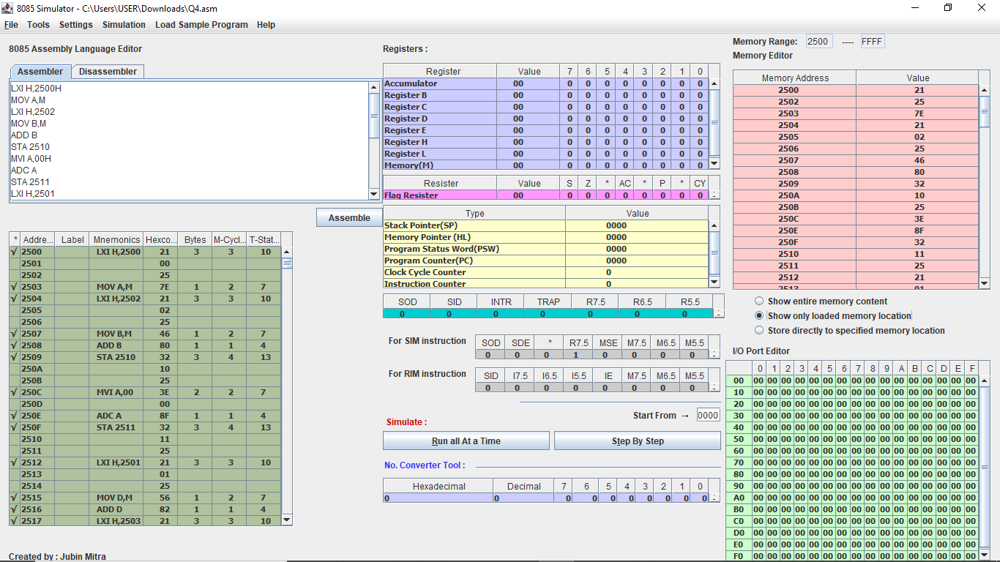 8085 Simulator - C:\Users\USER\Downloads\Q4.asm
File Tools Settings Simulation Load Sample Program Help
8085 Assembly Language Editor
Assembler Disassembler
LXI H,2500H
MOV A,M
LXI H,2502
MOV B,M
ADD B
STA 2510
MVI A,00H
ADC A
STA 2511
LXI H,2501
Assemble
* Addre... Label Mnemonics Hexco... Bytes M-Cycl... T-Stat...
√ 2500 LXI H,2500 21 3 3 10
2501 00
2502 25
√ 2503 MOV A,M 7E 1 2 7
√ 2504 LXI H,2502 21 3 3 10
2505 02
2506 25
√ 2507 MOV B,M 46 1 2 7
√ 2508 ADD B 80 1 1 4
√ 2509 STA 2510 32 3 4 13
250A 10
250B 25
√ 250C MVI A,00 3E 2 2 7
250D 00
√ 250E ADC A 8F 1 1 4
√ 250F STA 2511 32 3 4 13
2510 11
2511 25
√ 2512 LXI H,2501 21 3 3 10
2513 01
2514 25
√ 2515 MOV D,M 56 1 2 7
√ 2516 ADD D 82 1 1 4
√ 2517 LXI H,2503 21 3 3 10
Created by : Jubin Mitra
Registers :
Register Value 7 6 5 4 3 2 1 0
Accumulator 00 0 0 0 0 0 0 0 0
Register B 00 0 0 0 0 0 0 0 0
Register C 00 0 0 0 0 0 0 0 0
Register D 00 0 0 0 0 0 0 0 0
Register E 00 0 0 0 0 0 0 0 0
Register H 00 0 0 0 0 0 0 0 0
Register L 00 0 0 0 0 0 0 0 0
Memory(M) 00 0 0 0 0 0 0 0 0
Resister Value S Z * AC * P * CY
Flag Resister 00 0 0 0 0 0 0 0 0
Type Value
Stack Pointer(SP) 0000
Memory Pointer (HL) 0000
Program Status Word(PSW) 0000
Program Counter(PC) 0000
Clock Cycle Counter 0
Instruction Counter 0
SOD SID INTR TRAP R7.5 R6.5 R5.5
0 0 0 0 0 0 0
For SIM instruction
SOD SDE * R7.5 MSE M7.5 M6.5 M5.5
0 0 0 1 0 0 0 0
For RIM instruction
SID I7.5 I6.5 I5.5 IE M7.5 M6.5 M5.5
0 0 0 0 0 0 0 0
Start From → 0000
Simulate :
Run all At a Time Step By Step
No. Converter Tool :
Hexadecimal Decimal 7 6 5 4 3 2 1 0
0 0 0 0 0 0 0 0 0 0
Memory Range: 2500 ---- FFFF
Memory Editor
Memory Address Value
2500 21
2502 25
2503 7E
2504 21
2505 02
2506 25
2507 46
2508 80
2509 32
250A 10
250B 25
250C 3E
250E 8F
250F 32
2510 11
2511 25
2512 21
2513 01
Show entire memory content
Show only loaded memory location
Store directly to specified memory location
I/O Port Editor
0 1 2 3 4 5 6 7 8 9 A B C D E F
00 00 00 00 00 00 00 00 00 00 00 00 00 00 00 00 00
10 00 00 00 00 00 00 00 00 00 00 00 00 00 00 00 00
20 00 00 00 00 00 00 00 00 00 00 00 00 00 00 00 00
30 00 00 00 00 00 00 00 00 00 00 00 00 00 00 00 00
40 00 00 00 00 00 00 00 00 00 00 00 00 00 00 00 00
50 00 00 00 00 00 00 00 00 00 00 00 00 00 00 00 00
60 00 00 00 00 00 00 00 00 00 00 00 00 00 00 00 00
70 00 00 00 00 00 00 00 00 00 00 00 00 00 00 00 00
80 00 00 00 00 00 00 00 00 00 00 00 00 00 00 00 00
90 00 00 00 00 00 00 00 00 00 00 00 00 00 00 00 00
A0 00 00 00 00 00 00 00 00 00 00 00 00 00 00 00 00
B0 00 00 00 00 00 00 00 00 00 00 00 00 00 00 00 00
C0 00 00 00 00 00 00 00 00 00 00 00 00 00 00 00 00
D0 00 00 00 00 00 00 00 00 00 00 00 00 00 00 00 00
E0 00 00 00 00 00 00 00 00 00 00 00 00 00 00 00 00
F0 00 00 00 00 00 00 00 00 00 00 00 00 00 00 00 00